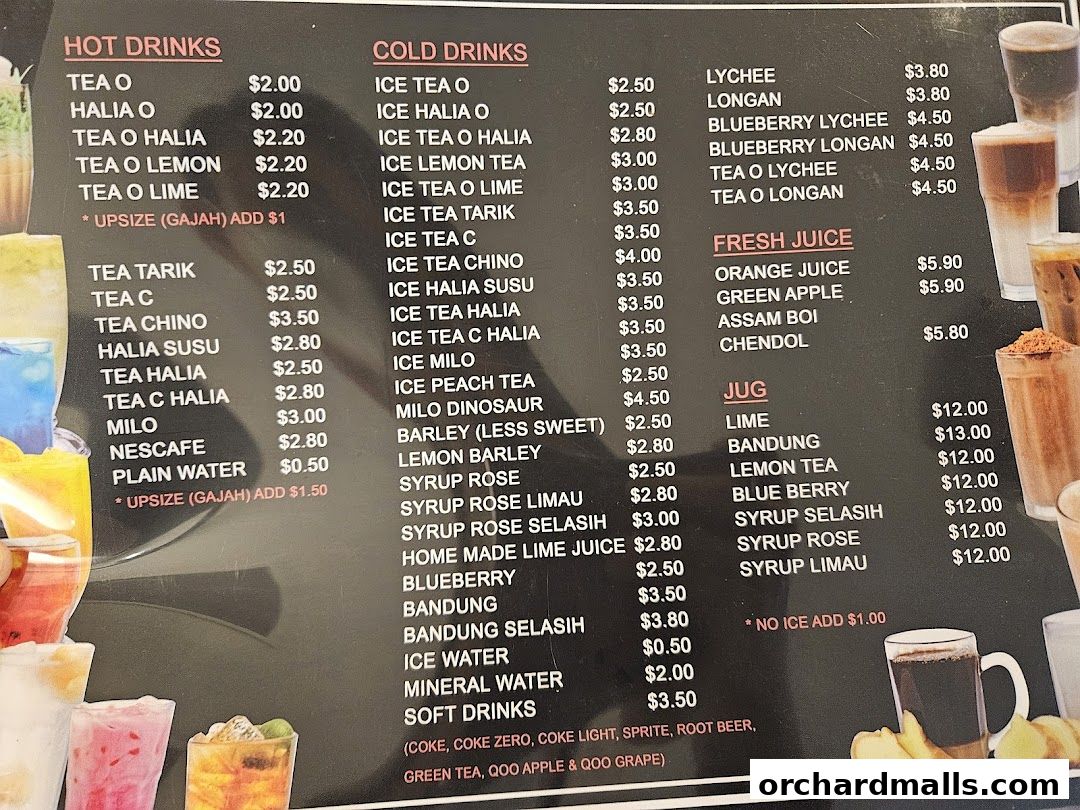 HOT DRINKS
TEA O $2.00
HALIA O $2.00
TEA O HALIA $2.20
TEA O LEMON $2.20
TEA O LIME $2.20
* UPSIZE (GAJAH) ADD $1
TEA TARIK $2.50
TEA C $2.50
TEA CHINO $3.50
HALIA SUSU $2.80
TEA HALIA $2.50
TEA C HALIA $2.80
MILO $3.00
NESCAFE $2.80
PLAIN WATER $0.50
* UPSIZE (GAJAH) ADD $1.50
COLD DRINKS
ICE TEA O $2.50
ICE HALIA O $2.50
ICE TEA O HALIA $2.80
ICE LEMON TEA $3.00
ICE TEA O LIME $3.00
ICE TEA TARIK $3.50
ICE TEA C $3.50
ICE TEA CHINO $4.00
ICE HALIA SUSU $3.50
ICE TEA HALIA $3.50
ICE TEA C HALIA $3.50
ICE MILO $3.50
ICE PEACH TEA $2.50
MILO DINOSAUR $4.50
BARLEY (LESS SWEET) $2.50
LEMON BARLEY $2.80
SYRUP ROSE $2.50
SYRUP ROSE LIMAU $2.80
SYRUP ROSE SELASIH $3.00
HOME MADE LIME JUICE $2.80
BLUEBERRY $2.50
BANDUNG $3.50
BANDUNG SELASIH $3.80
ICE WATER $0.50
MINERAL WATER $2.00
SOFT DRINKS $3.50
(COKE, COKE ZERO, COKE LIGHT, SPRITE, ROOT BEER,
GREEN TEA, QOO APPLE & QOO GRAPE)
LYCHEE $3.80
LONGAN $3.80
BLUEBERRY LYCHEE $4.50
BLUEBERRY LONGAN $4.50
TEA O LYCHEE $4.50
TEA O LONGAN $4.50
FRESH JUICE
ORANGE JUICE $5.90
GREEN APPLE $5.90
ASSAM BOI
CHENDOL $5.80
JUG
LIME $12.00
BANDUNG $13.00
LEMON TEA $12.00
BLUE BERRY $12.00
SYRUP SELASIH $12.00
SYRUP ROSE $12.00
SYRUP LIMAU $12.00
* NO ICE ADD $1.00
orchardmalls.com